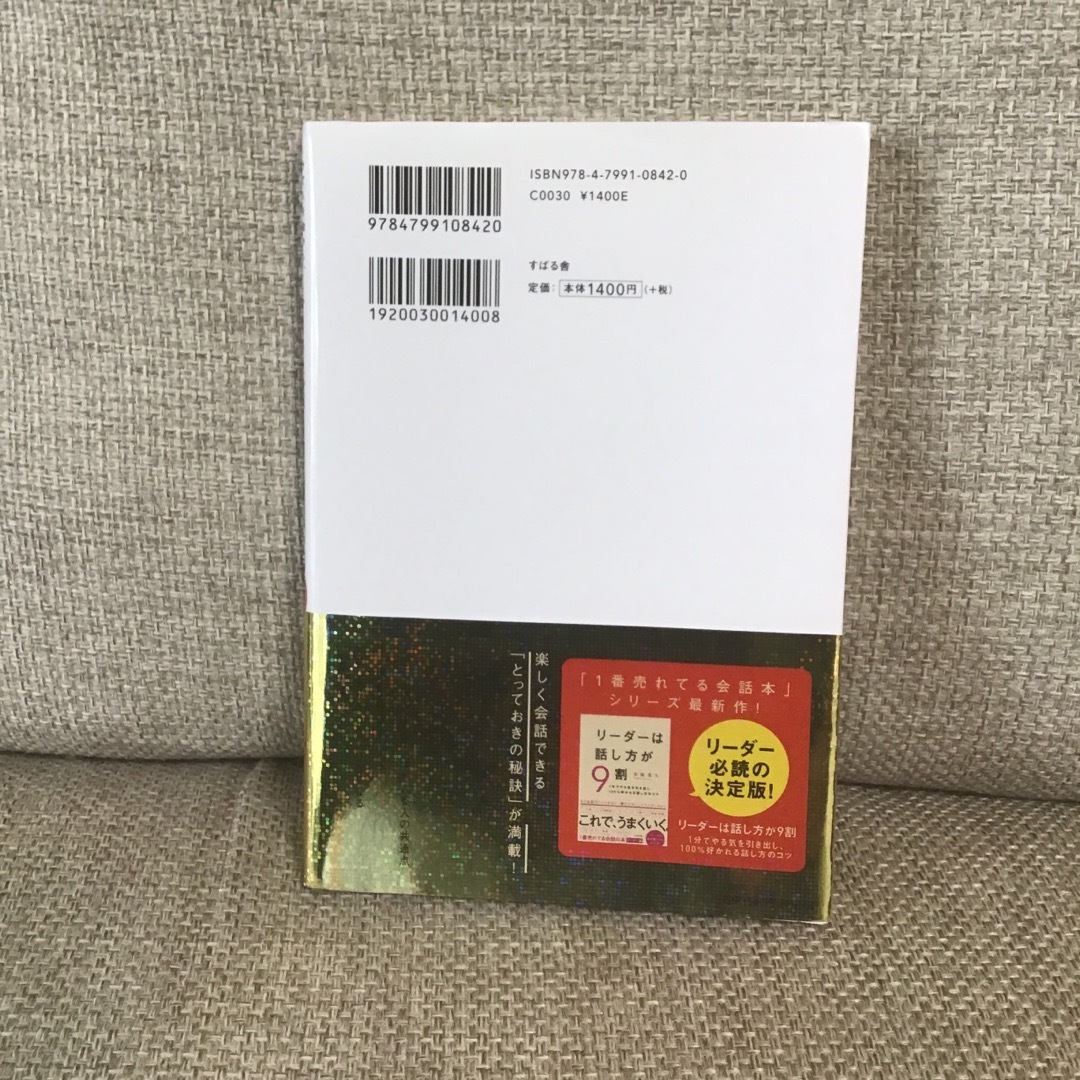 ISBN978-4-7991-0842-0
C0030 ¥1400E
9784799108420
すばる舎
定価:本体1400円(+税)
1920030014008
楽しく会話できる
「とっておきの秘訣」が満載!
「1番売れてる会話本」
シリーズ最新作!
リーダーは
話し方が
9割
これで、うまくいく。
リーダー
必読の
決定版!
リーダーは話し方が9割
1分でやる気を引き出し、
100%好かれる話し方のコツ